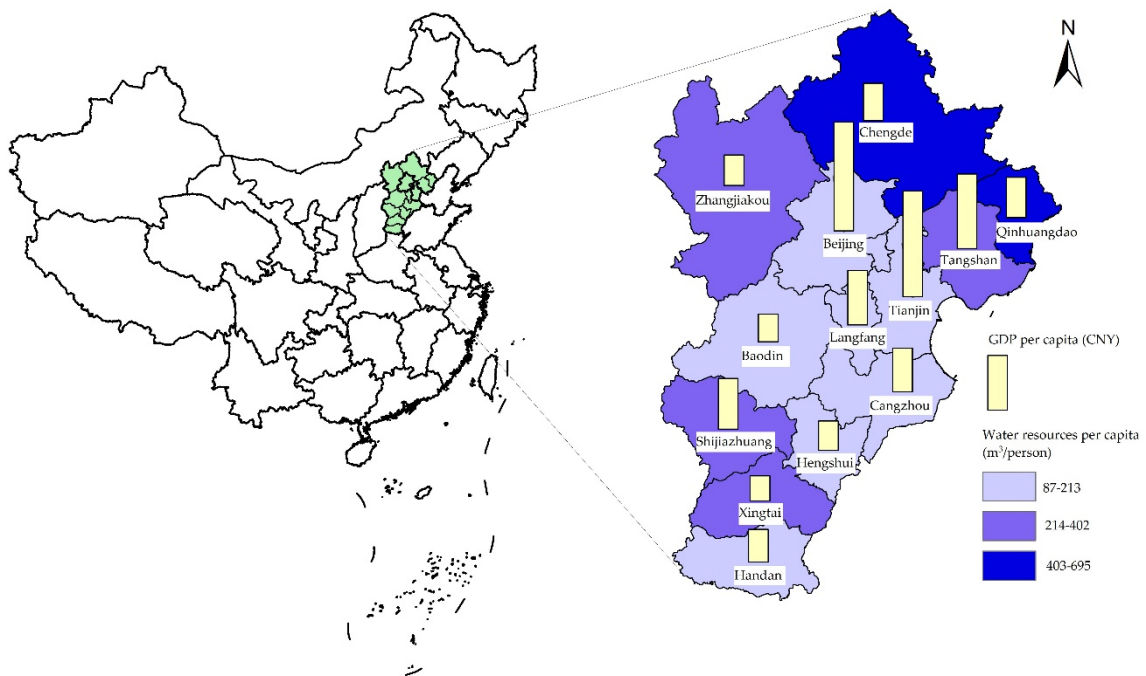 N
Chengde
Zhangjiakou
Beijing
Tangshan
Qinhuangdao
Tianjin
Langfang
Baodin
Cangzhou
Shijiazhuang
Hengshui
Xingtai
Handan
GDP per capita (CNY)
Water resources per capita
(m³/person)
87-213
214-402
403-695